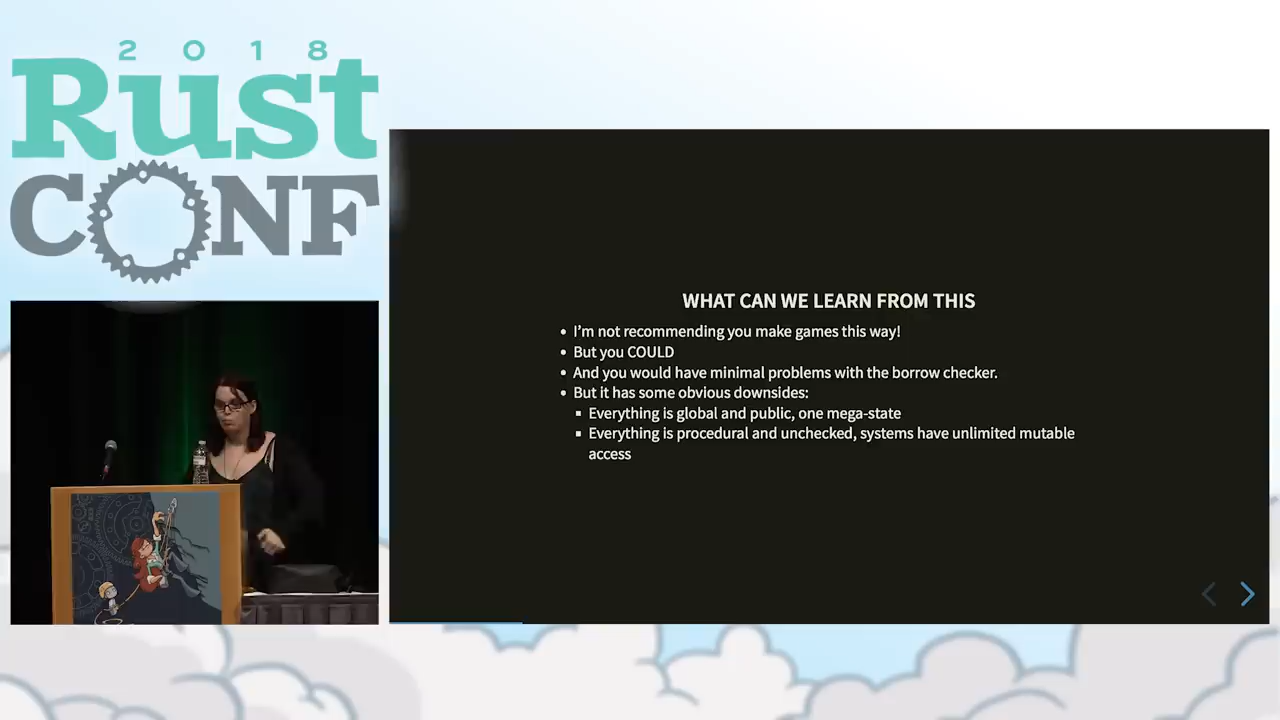 2018
Rust
CONF
WHAT CAN WE LEARN FROM THIS
• I'm not recommending you make games this way!
• But you COULD
• And you would have minimal problems with the borrow checker.
• But it has some obvious downsides:
▪ Everything is global and public, one mega-state
▪ Everything is procedural and unchecked, systems have unlimited mutable
access